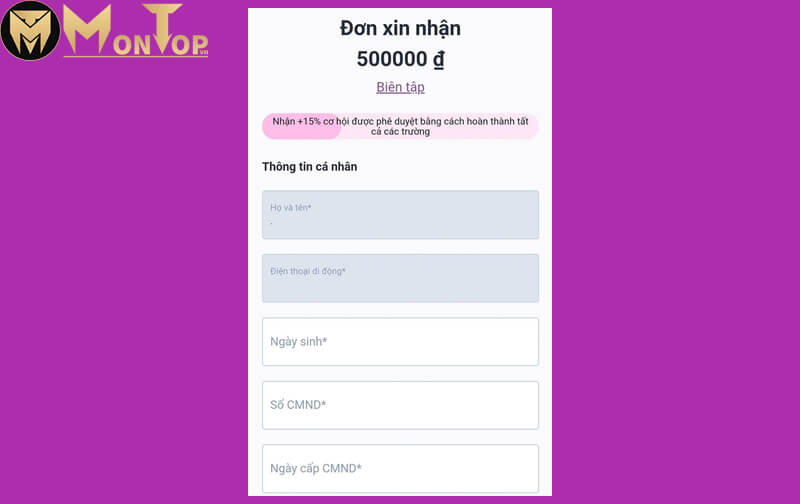 MONTOP.VN
Đơn xin nhận
500000 ₫
Biên tập
Nhận +15% cơ hội được phê duyệt bằng cách hoàn thành tất
cả các trường
Thông tin cá nhân
Họ và tên*
.
Điện thoại di động*
Ngày sinh*
Số CMND*
Ngày cấp CMND*